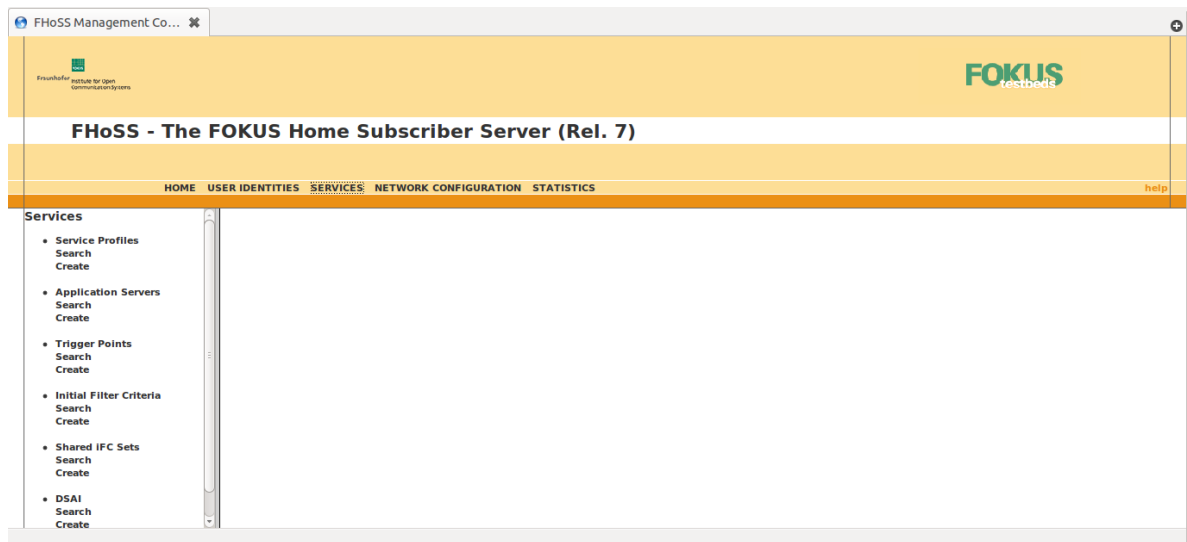 FHoSS Management Co...
Fraunhofer
FOKUS
Institute for Open
Communication Systems
FOKUS
testbeds
FHoSS - The FOKUS Home Subscriber Server (Rel. 7)
HOME USER IDENTITIES SERVICES NETWORK CONFIGURATION STATISTICS
help
Services
• Service Profiles
Search
Create
• Application Servers
Search
Create
• Trigger Points
Search
Create
• Initial Filter Criteria
Search
Create
• Shared iFC Sets
Search
Create
• DSAI
Search
Create